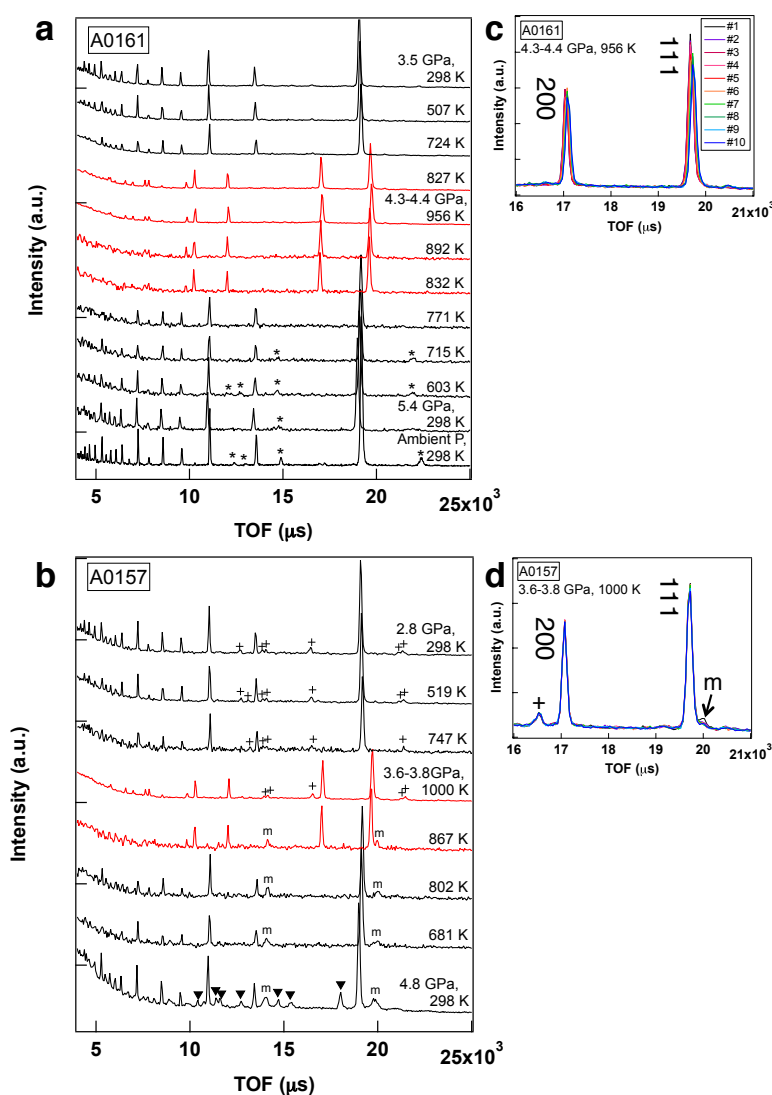 a
A0161
3.5 GPa,
298 K
507 K
724 K
827 K
4.3-4.4 GPa,
956 K
892 K
832 K
771 K
715 K
* *
603 K
* * * *
5.4 GPa,
298 K
*
Ambient P,
298 K
* * * *
Intensity (a.u.)
5
10
15
20
25x10³
TOF (μs)
b
A0157
2.8 GPa,
298 K
+ + + + + +
519 K
+ + + + + + +
747 K
+ + + + + +
3.6-3.8GPa,
1000 K
+ + + + +
867 K
m m
802 K
m m
681 K
m m
4.8 GPa,
298 K
m m
Intensity (a.u.)
5
10
15
20
25x10³
TOF (μs)
c
A0161
4.3-4.4 GPa, 956 K
200
111
#1
#2
#3
#4
#5
#6
#7
#8
#9
#10
Intensity (a.u.)
16
17
18
19
20
21x10³
TOF (μs)
d
A0157
3.6-3.8 GPa, 1000 K
200
111
m
+
Intensity (a.u.)
16
17
18
19
20
21x10³
TOF (μs)